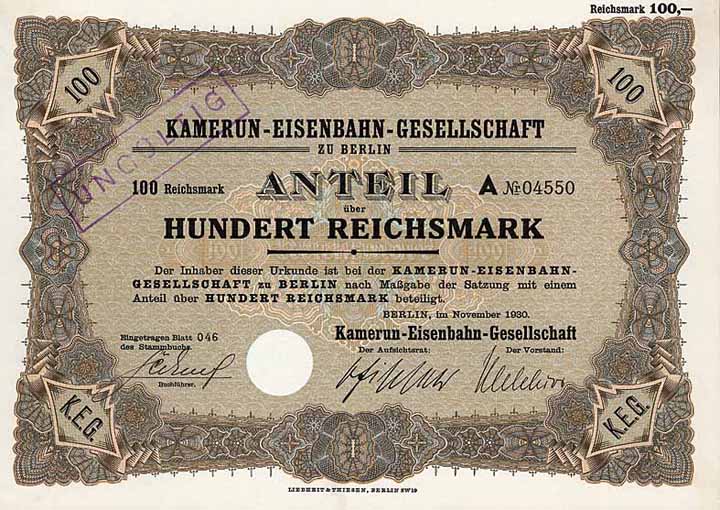 Reichsmark 100,—
100
100
UNGÜLTIG
KAMERUN-EISENBAHN-GESELLSCHAFT
ZU BERLIN
100 Reichsmark ANTEIL A № 04550
über
HUNDERT REICHSMARK
Der Inhaber dieser Urkunde ist bei der KAMERUN-EISENBAHN-
GESELLSCHAFT zu BERLIN nach Maßgabe der Satzung mit einem
Anteil über HUNDERT REICHSMARK beteiligt.
BERLIN, im November 1930.
Kamerun-Eisenbahn-Gesellschaft
Eingetragen Blatt 046
des Stammbuchs.
Der Aufsichtsrat: Der Vorstand:
Buchführer.
K.E.G.
K.E.G.
LIEBHEIT & THIESEN, BERLIN SW19